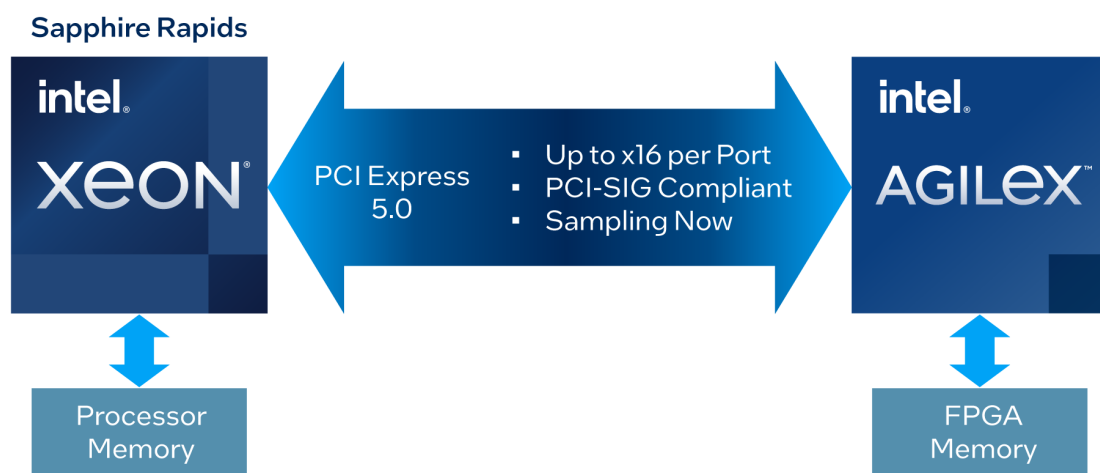 Sapphire Rapids
intel®
XEON®
PCI Express
5.0
▪ Up to x16 per Port
▪ PCI-SIG Compliant
▪ Sampling Now
intel®
AGILEX™
Processor
Memory
FPGA
Memory